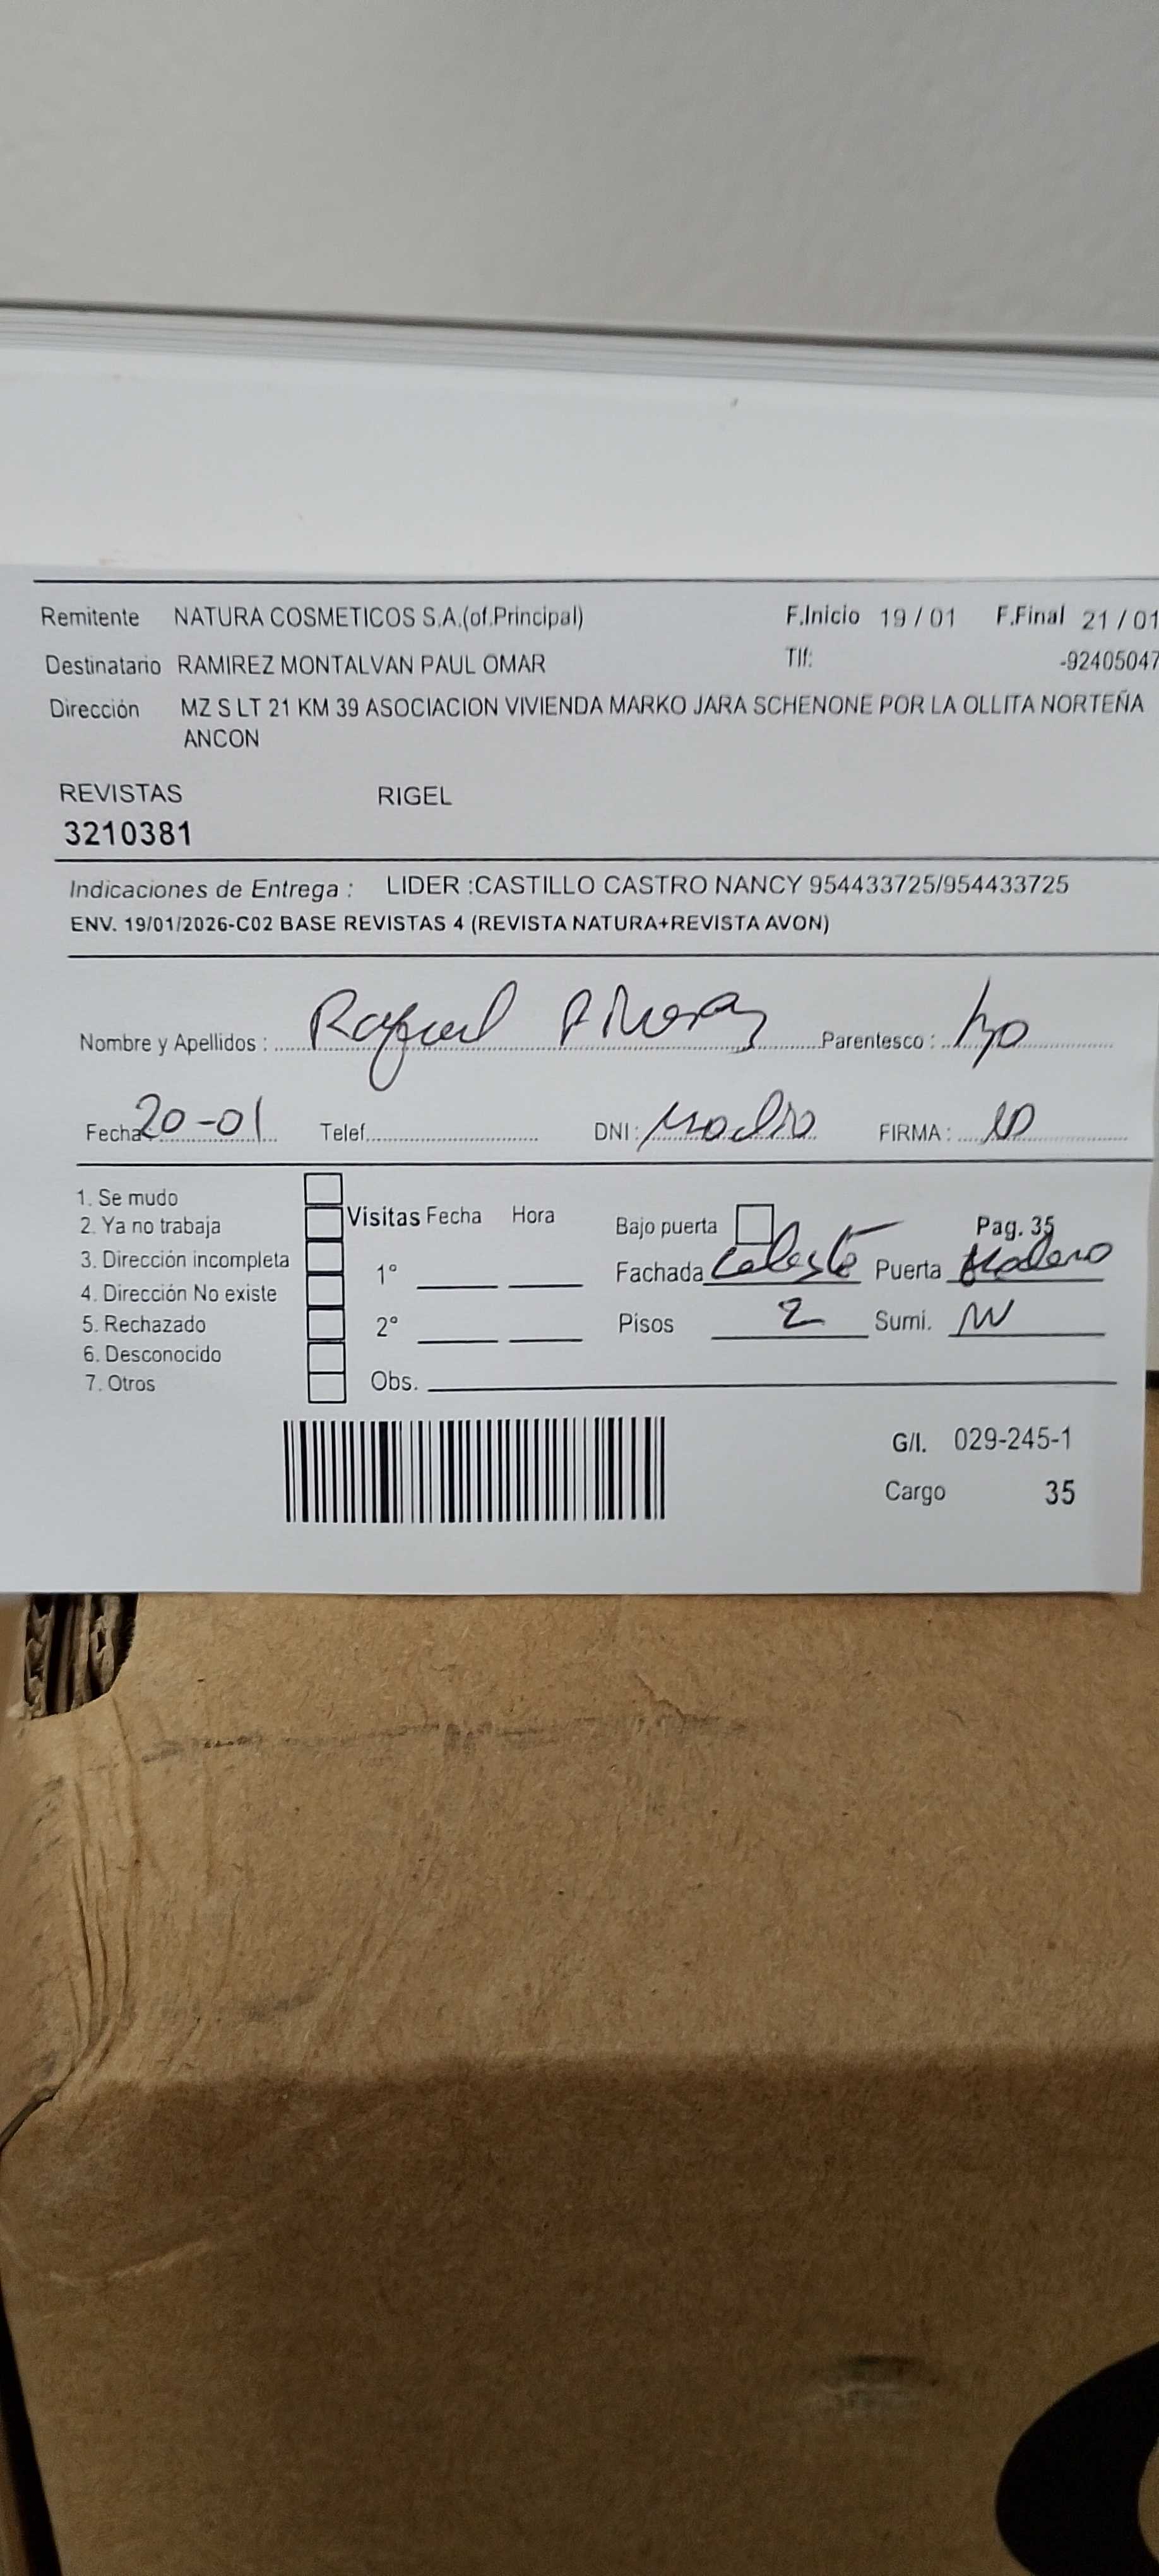 Remitente NATURA COSMETICOS S.A.(of.Principal) F.Inicio 19 / 01 F.Final 21 / 01
Destinatario RAMIREZ MONTALVAN PAUL OMAR Tlf: -92405047
Dirección MZ S LT 21 KM 39 ASOCIACION VIVIENDA MARKO JARA SCHENONE POR LA OLLITA NORTEÑA
ANCON
REVISTAS RIGEL
3210381
Indicaciones de Entrega : LIDER :CASTILLO CASTRO NANCY 954433725/954433725
ENV. 19/01/2026-C02 BASE REVISTAS 4 (REVISTA NATURA+REVISTA AVON)
Nombre y Apellidos : Rafael Parentesco :
Fecha 20-01 Telef. DNI: FIRMA :
1. Se mudo
2. Ya no trabaja
3. Dirección incompleta
4. Dirección No existe
5. Rechazado
6. Desconocido
7. Otros
Visitas Fecha Hora
1°
2°
Obs.
Bajo puerta Pag. 35
Fachada Celeste Puerta Madero
Pisos 2 Sumi.
G/I. 029-245-1
Cargo 35